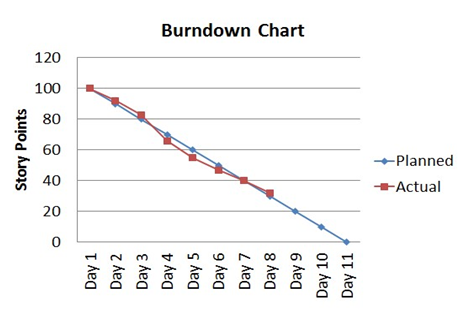 Burndown Chart
Story Points
120
100
80
60
40
20
0
Day 1
Day 2
Day 3
Day 4
Day 5
Day 6
Day 7
Day 8
Day 9
Day 10
Day 11
Planned
Actual